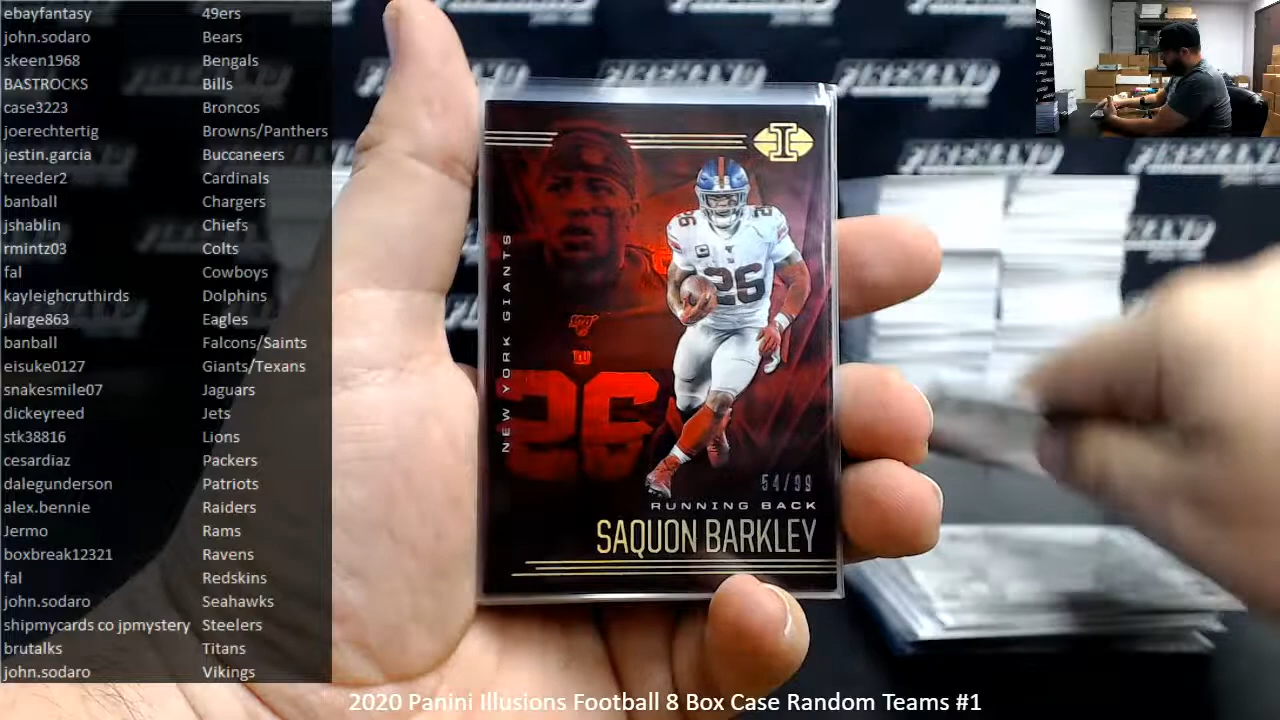 ebayfantasy 49ers
john.sodaro Bears
skeen1968 Bengals
BASTROCKS Bills
case3223 Broncos
joerechtertig Browns/Panthers
jestin.garcia Buccaneers
treeder2 Cardinals
banball Chargers
jshablin Chiefs
rmintz03 Colts
fal Cowboys
kayleighcruthirds Dolphins
jlarge863 Eagles
banball Falcons/Saints
eisuke0127 Giants/Texans
snakesmile07 Jaguars
dickeyreed Jets
stk38816 Lions
cesardiaz Packers
dalegunderson Patriots
alex.bennie Raiders
Jermo Rams
boxbreak12321 Ravens
fal Redskins
john.sodaro Seahawks
shipmycards co jpmystery Steelers
brutalks Titans
john.sodaro Vikings
I
NEW YORK GIANTS
26
26
26
54/99
RUNNING BACK
SAQUON BARKLEY
2020 Panini Illusions Football 8 Box Case Random Teams #1